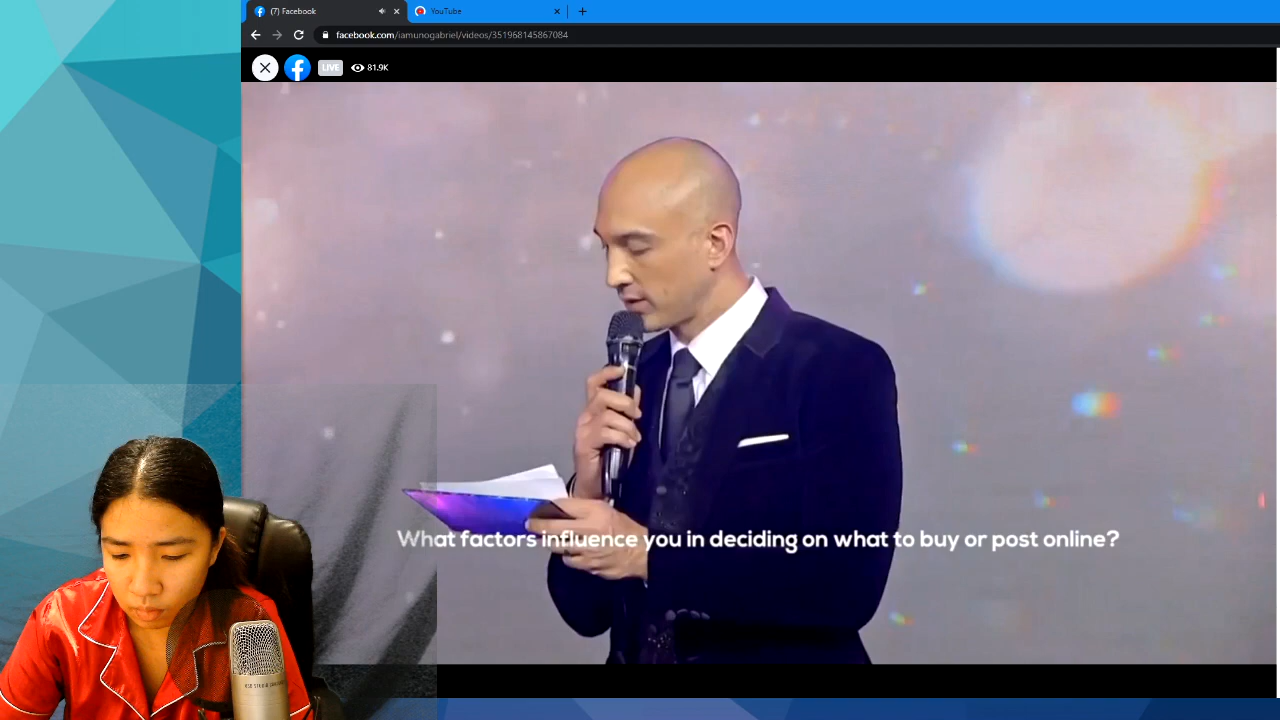 (7) Facebook
YouTube
facebook.com/iamunogabriel/videos/351968145867084
LIVE
81.9K
What factors influence you in deciding on what to buy or post online?